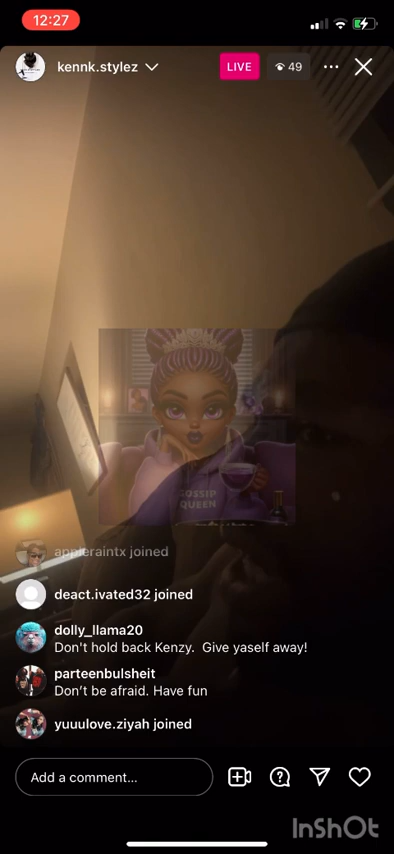 12:27
kennk.stylez
LIVE
49
GOSSIP
QUEEN
appleraintx joined
deact.ivated32 joined
dolly_llama20
Don't hold back Kenzy.  Give yaself away!
parteenbulsheit
Don't be afraid. Have fun
yuuulove.ziyah joined
Add a comment...
InShOt